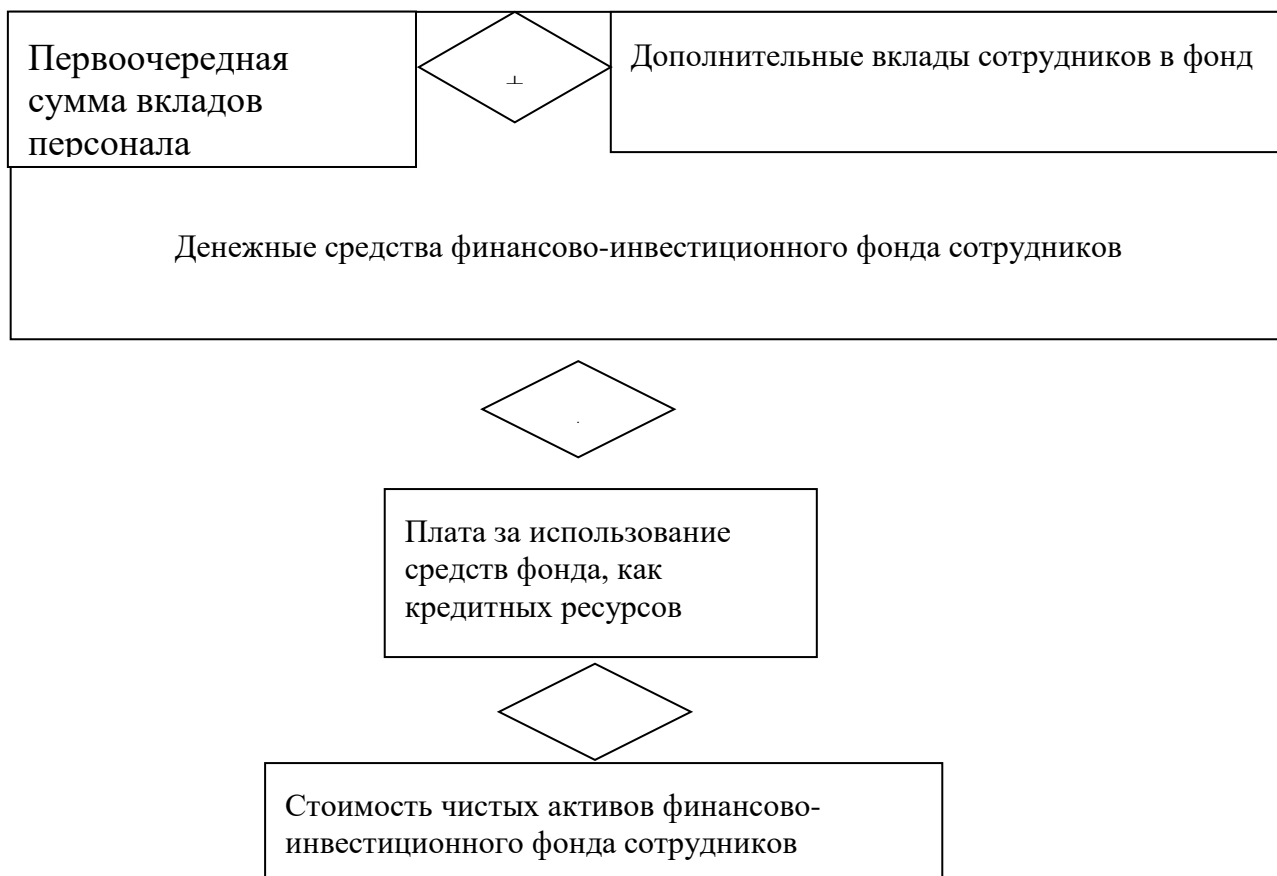 Первоочередная
сумма вкладов
персонала
Дополнительные вклады сотрудников в фонд
Денежные средства финансово-инвестиционного фонда сотрудников
Плата за использование
средств фонда, как
кредитных ресурсов
Стоимость чистых активов финансово-
инвестиционного фонда сотрудников